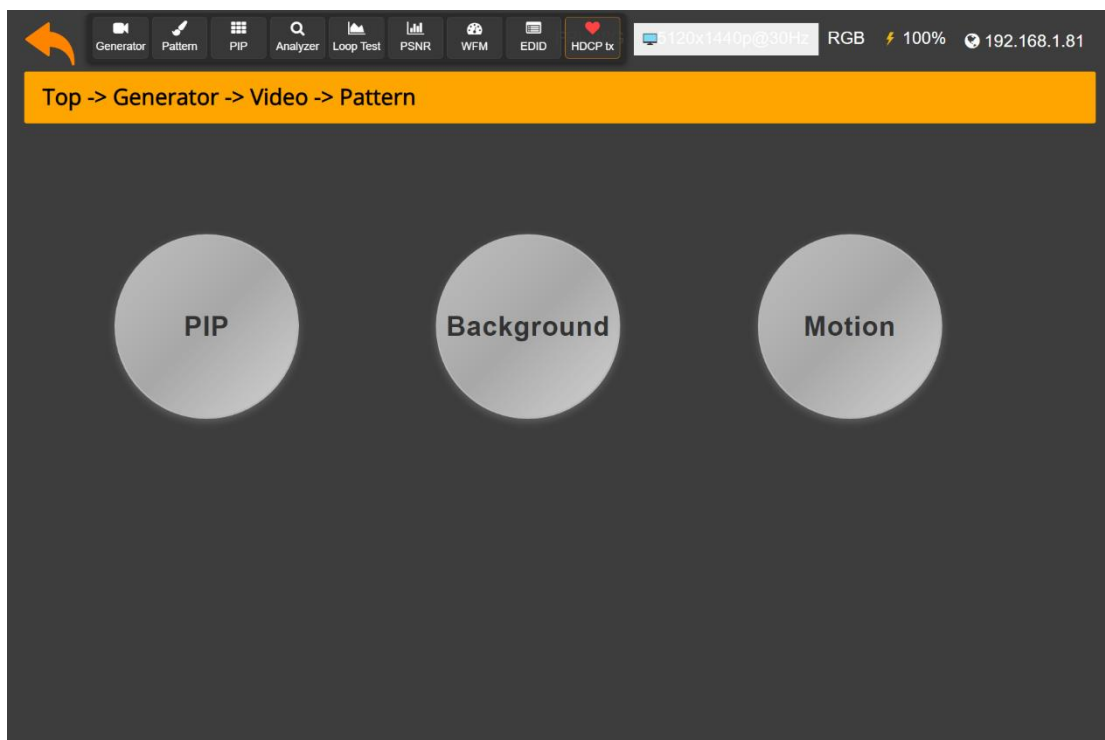 Generator Pattern PIP Analyzer Loop Test PSNR WFM EDID HDCP tx 5120x1440p@30Hz RGB 100% 192.168.1.81
Top -> Generator -> Video -> Pattern
PIP Background Motion